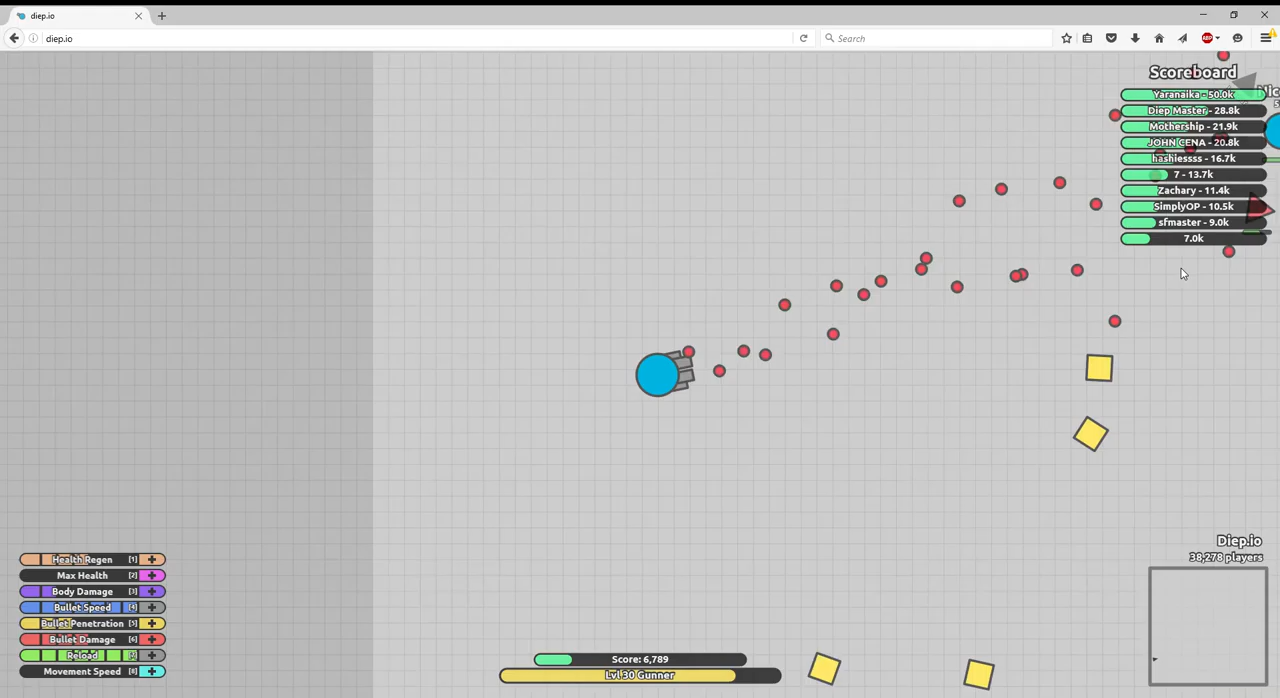 diep.io
diep.io
Search
ABP
Scoreboard
Yaranaika - 50.0k
Diep Master - 28.8k
Mothership - 21.9k
JOHN CENA - 20.8k
hashiessss - 16.7k
7 - 13.7k
Zachary - 11.4k
SimplyOP - 10.5k
sfmaster - 9.0k
7.0k
Health Regen [1]
Max Health [2]
Body Damage [3]
Bullet Speed [4]
Bullet Penetration [5]
Bullet Damage [6]
Reload [7]
Movement Speed [8]
Score: 6,789
Lvl 30 Gunner
Diep.io
38,278 players